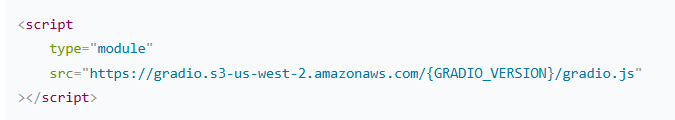 <script
type="module"
src="https://gradio.s3-us-west-2.amazonaws.com/{GRADIO_VERSION}/gradio.js"
></script>